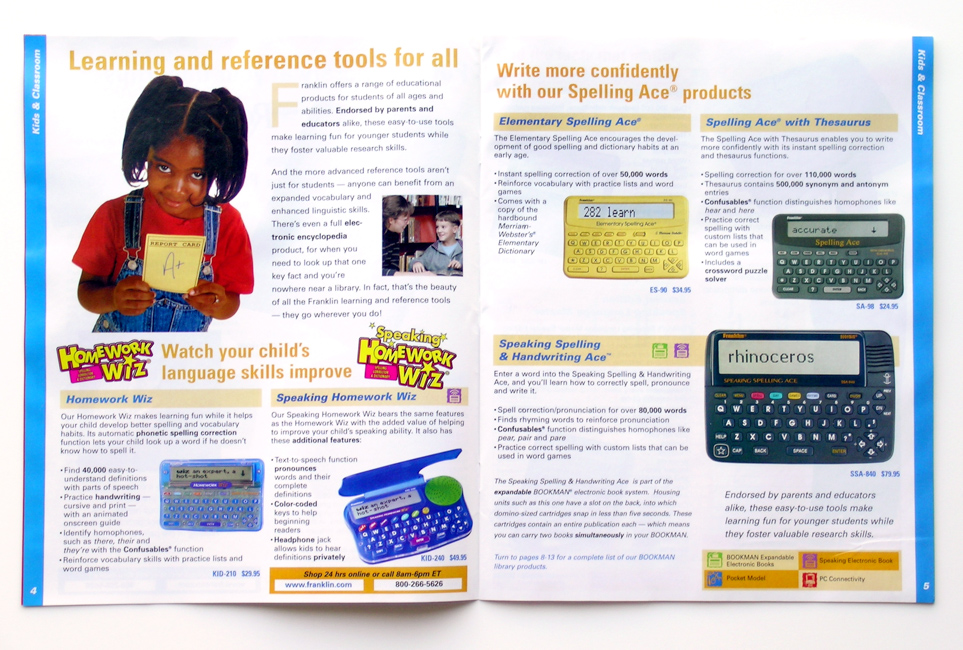 Kids & Classroom
Learning and reference tools for all
Franklin offers a range of educational
products for students of all ages and
abilities. Endorsed by parents and
educators alike, these easy-to-use tools
make learning fun for younger students while
they foster valuable research skills.
And the more advanced reference tools aren't
just for students — anyone can benefit from an
expanded vocabulary and
enhanced linguistic skills.
There's even a full elec-
tronic encyclopedia
product, for when you
need to look up that one
key fact and you're
nowhere near a library. In fact, that's the beauty
of all the Franklin learning and reference tools
— they go wherever you do!
REPORT CARD
A+
HOMEWORK
WIZ
Watch your child's
language skills improve
Speaking
HOMEWORK
WIZ
Homework Wiz
Our Homework Wiz makes learning fun while it helps
your child develop better spelling and vocabulary
habits. Its automatic phonetic spelling correction
function lets your child look up a word if he doesn't
know how to spell it.
• Find 40,000 easy-to-
understand definitions
with parts of speech
• Practice handwriting —
cursive and print —
with an animated
onscreen guide
• Identify homophones,
such as there, their and
they're with the Confusables® function
• Reinforce vocabulary skills with practice lists and
word games
wiz an expert,
hot-shot
KID-210 $29.95
Speaking Homework Wiz
Our Speaking Homework Wiz bears the same features
as the Homework Wiz with the added value of helping
to improve your child's speaking ability. It also has
these additional features:
• Text-to-speech function
pronounces
words and their
complete
definitions
• Color-coded
keys to help
beginning
readers
• Headphone jack
allows kids to hear
definitions privately
wiz an expert,
hot-shot
KID-240 $49.95
Shop 24 hrs online or call 8am-6pm ET
www.franklin.com
800-266-5626
4
Kids & Classroom
Write more confidently
with our Spelling Ace® products
Elementary Spelling Ace®
The Elementary Spelling Ace encourages the devel-
opment of good spelling and dictionary habits at an
early age.
• Instant spelling correction of over 50,000 words
• Reinforce vocabulary with practice lists and word
games
• Comes with a
copy of the
hardbound
Merriam-
Webster's®
Elementary
Dictionary
282 learn
Elementary Spelling Ace
ES-90 $34.95
Spelling Ace® with Thesaurus
The Spelling Ace with Thesaurus enables you to write
more confidently with its instant spelling correction
and thesaurus functions.
• Spelling correction for over 110,000 words
• Thesaurus contains 500,000 synonym and antonym
entries
• Confusables® function distinguishes homophones like
hear and here
• Practice correct
spelling with
custom lists that
can be used in
word games
• Includes a
crossword puzzle
solver
accurate
Spelling Ace
SA-98 $24.95
Speaking Spelling
& Handwriting Ace™
Enter a word into the Speaking Spelling & Handwriting
Ace, and you'll learn how to correctly spell, pronounce
and write it.
• Spell correction/pronunciation for over 80,000 words
• Finds rhyming words to reinforce pronunciation
• Confusables® function distinguishes homophones like
pear, pair and pare
• Practice correct spelling with custom lists that can be
used in word games
Franklin
rhinoceros
SPEAKING SPELLING ACE
Q W E R T Y U I O P
A S D F G H J K L
HELP Z X C V B N M ?
CAP BACK SPACE ENTER
SSA-840 $79.95
The Speaking Spelling & Handwriting Ace is part of the
expandable BOOKMAN® electronic book system. Housing
units such as this one have a slot on the back, into which
domino-sized cartridges snap in less than five seconds. These
cartridges contain an entire publication each — which means
you can carry two books simultaneously in your BOOKMAN.
Turn to pages 8-13 for a complete list of our BOOKMAN
library products.
Endorsed by parents and educators
alike, these easy-to-use tools make
learning fun for younger students while
they foster valuable research skills.
BOOKMAN Expandable
Electronic Books
Speaking Electronic Book
Pocket Model
PC Connectivity
5